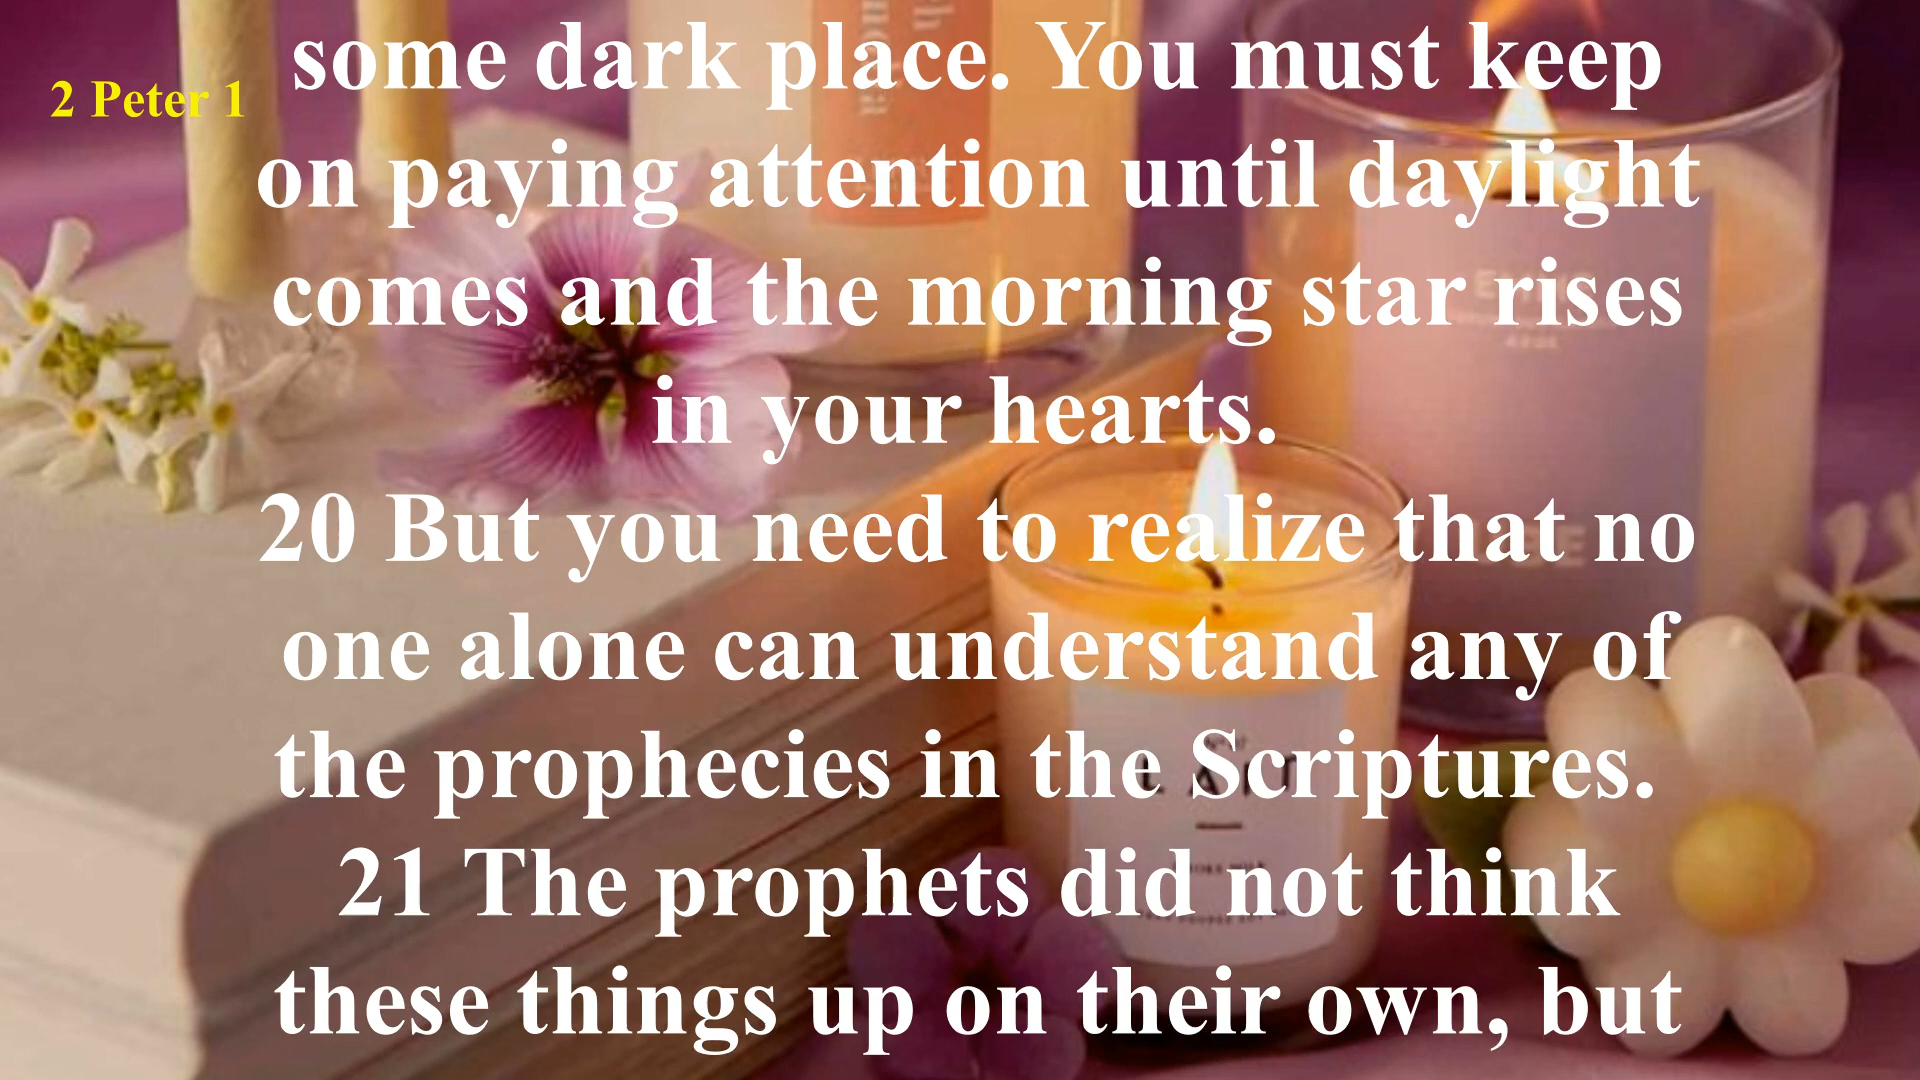 2 Peter 1
some dark place. You must keep
on paying attention until daylight
comes and the morning star rises
in your hearts.
20 But you need to realize that no
one alone can understand any of
the prophecies in the Scriptures.
21 The prophets did not think
these things up on their own, but